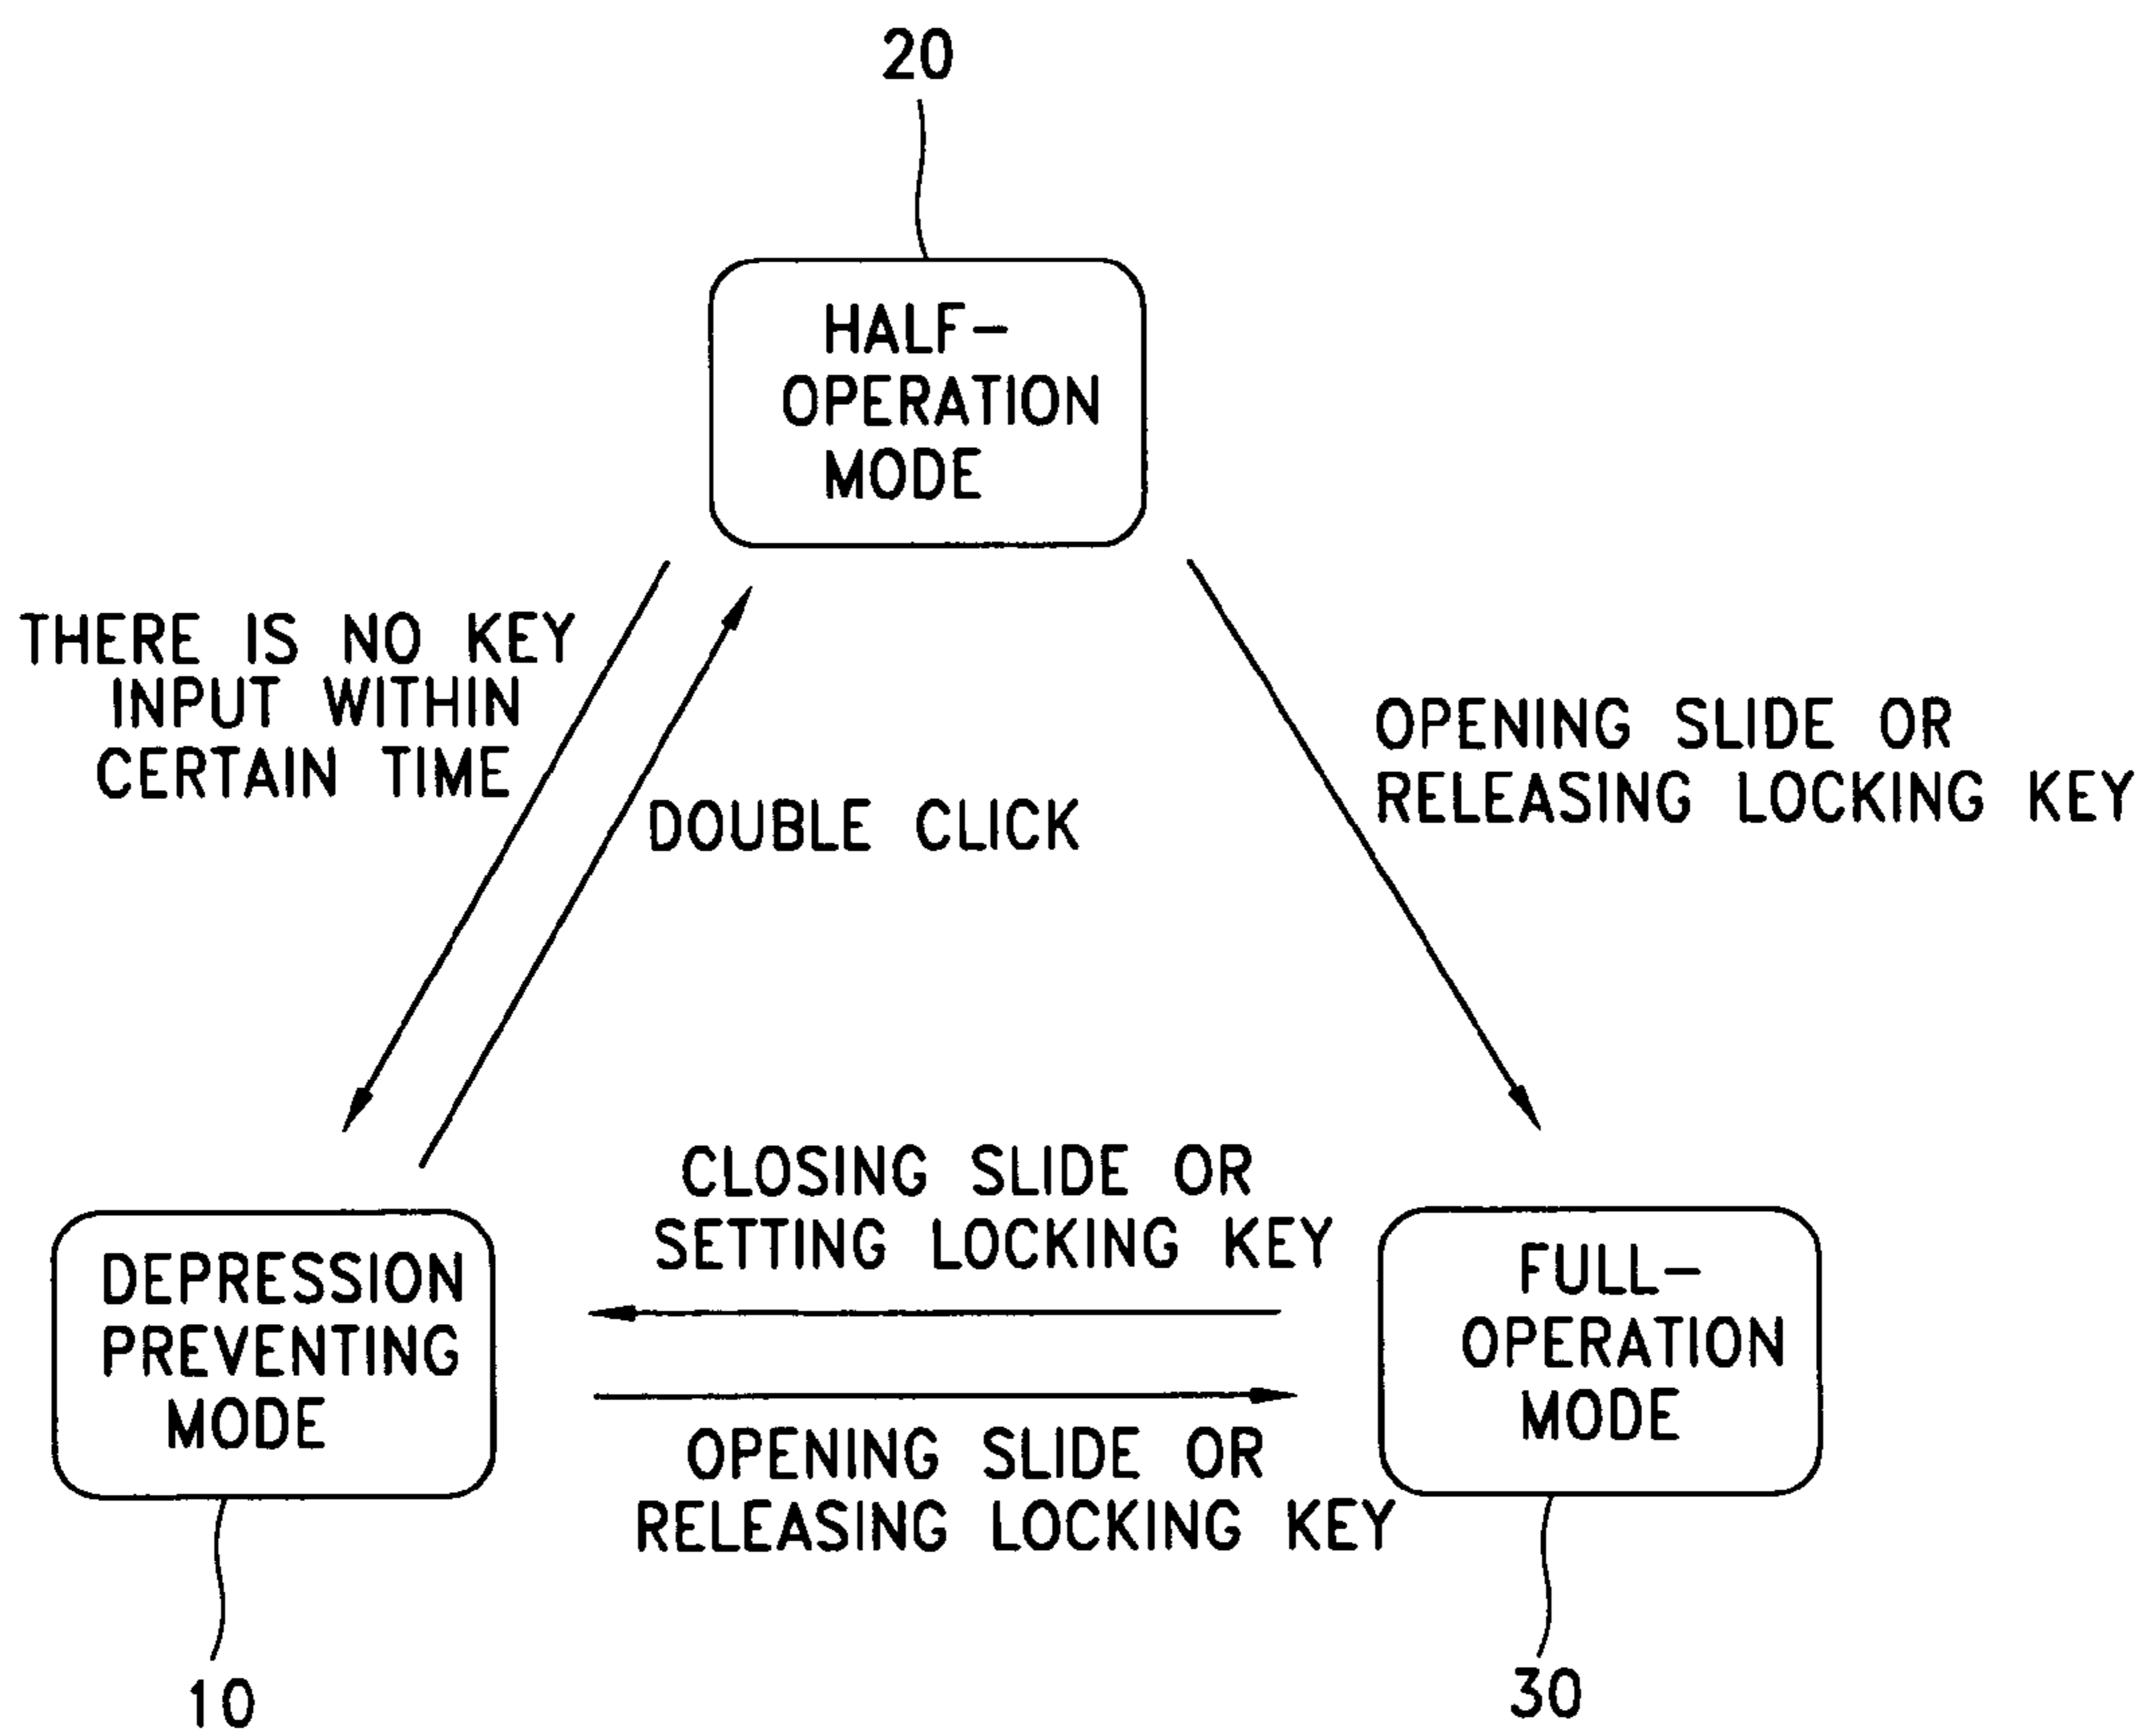 20
HALF-
OPERATION
MODE
THERE IS NO KEY
INPUT WITHIN
CERTAIN TIME
DOUBLE CLICK
OPENING SLIDE OR
RELEASING LOCKING KEY
CLOSING SLIDE OR
SETTING LOCKING KEY
DEPRESSION
PREVENTING
MODE
FULL-
OPERATION
MODE
OPENING SLIDE OR
RELEASING LOCKING KEY
10
30